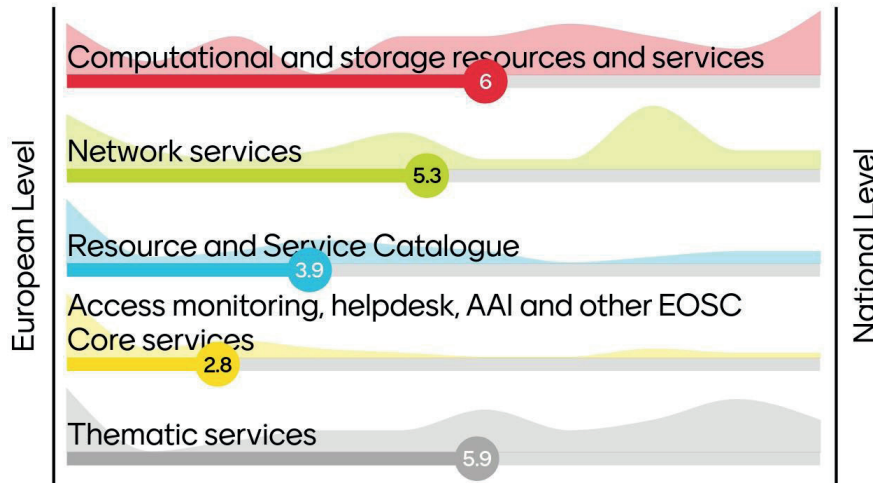 European Level
Computational and storage resources and services
6
Network services
5.3
Resource and Service Catalogue
3.9
Access monitoring, helpdesk, AAI and other EOSC
Core services
2.8
Thematic services
5.9
National Level